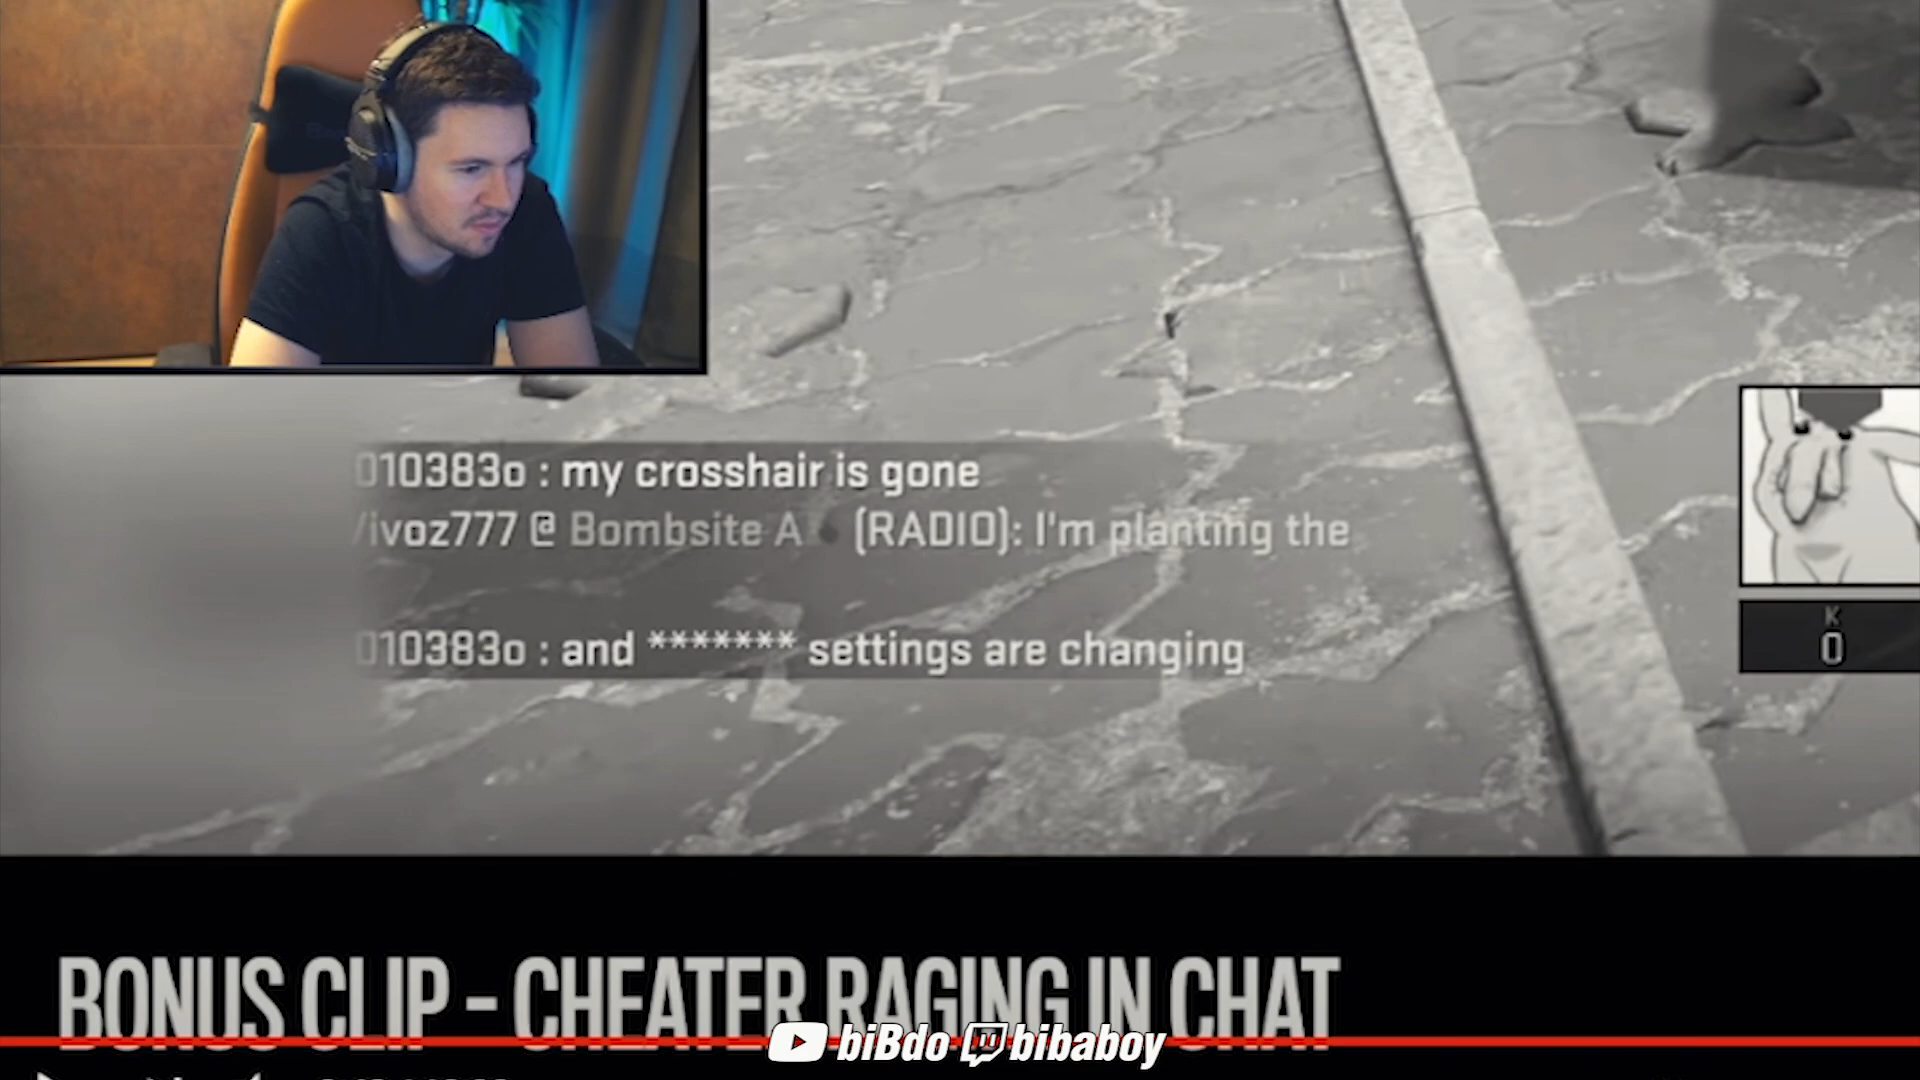 010383o : my crosshair is gone
ivoz777 @ Bombsite A (RADIO): I'm planting the
010383o : and ******* settings are changing
K
0
BONUS CLIP - CHEATER RAGING IN CHAT
biBdo bibaboy